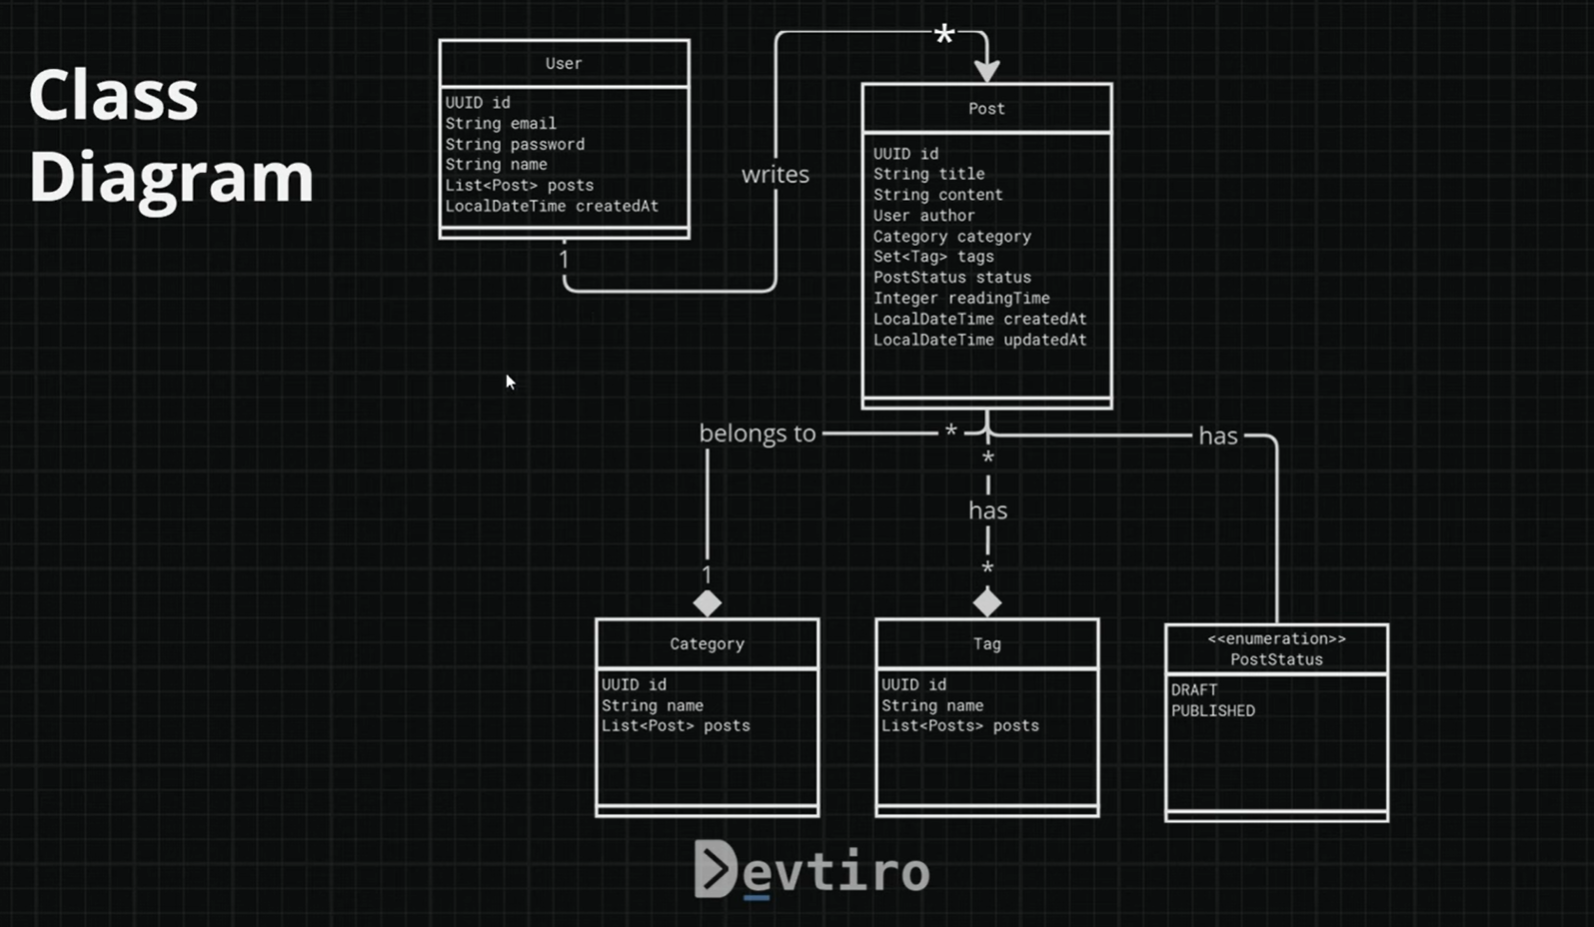 Class
Diagram
User
UUID id
String email
String password
String name
List<Post> posts
LocalDateTime createdAt
1
writes
*
Post
UUID id
String title
String content
User author
Category category
Set<Tag> tags
PostStatus status
Integer readingTime
LocalDateTime createdAt
LocalDateTime updatedAt
belongs to
*
1
*
has
*
has
Category
UUID id
String name
List<Post> posts
Tag
UUID id
String name
List<Posts> posts
<<enumeration>>
PostStatus
DRAFT
PUBLISHED
Devtiro